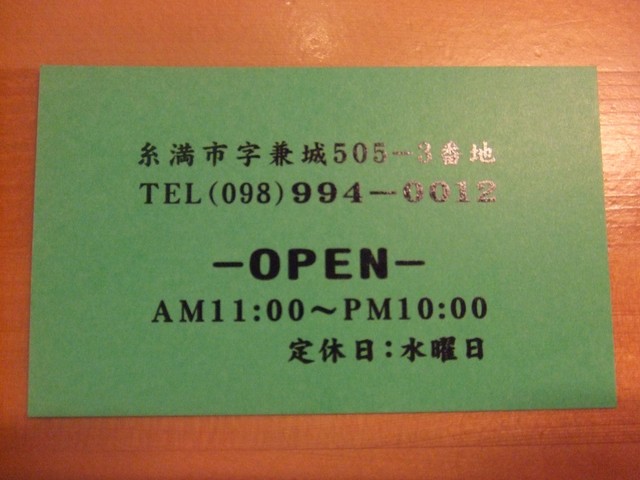 糸満市字兼城505－3番地
TEL(098)994－0012
－OPEN－
AM11:00～PM10:00
定休日：水曜日